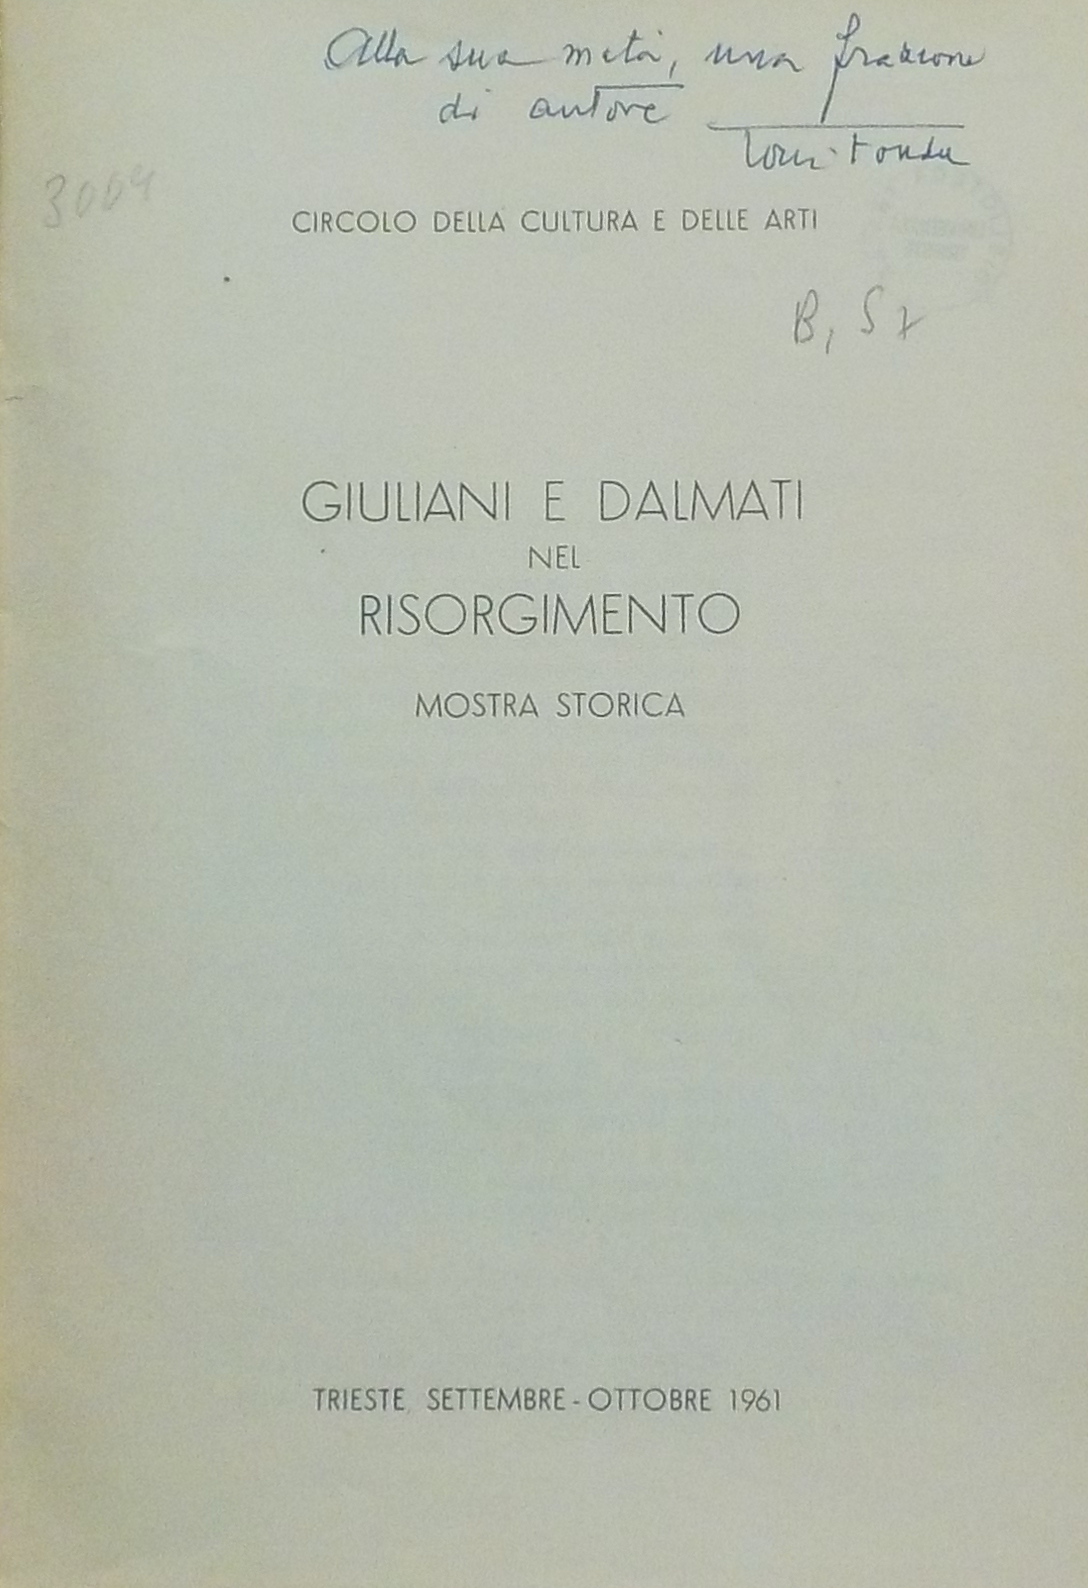 Alla sua metà, una frazione
di autore
3004
CIRCOLO DELLA CULTURA E DELLE ARTI
B, 57
GIULIANI E DALMATI
NEL
RISORGIMENTO
MOSTRA STORICA
TRIESTE, SETTEMBRE - OTTOBRE 1961